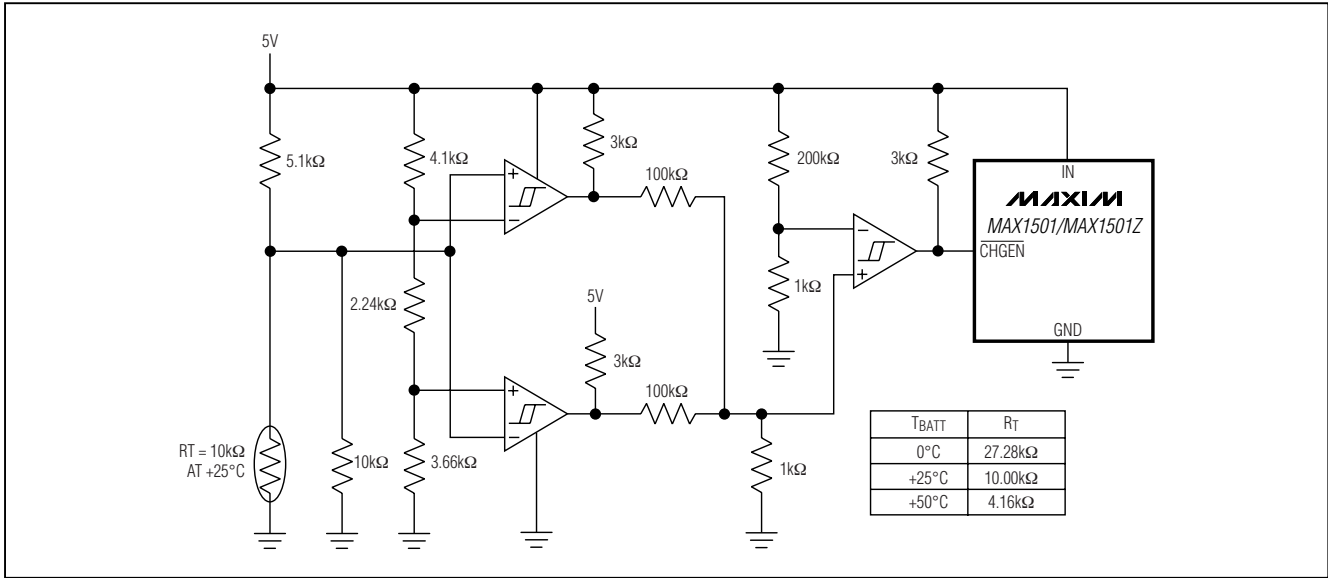 5V
5.1kΩ
4.1kΩ
3kΩ
100kΩ
200kΩ
3kΩ
IN
MAXIM
MAX1501/MAX1501Z
CHGEN
GND
+
−
−
+
1kΩ
2.24kΩ
5V
3kΩ
100kΩ
+
−
RT = 10kΩ
AT +25°C
10kΩ
3.66kΩ
1kΩ
TBATT RT
0°C 27.28kΩ
+25°C 10.00kΩ
+50°C 4.16kΩ